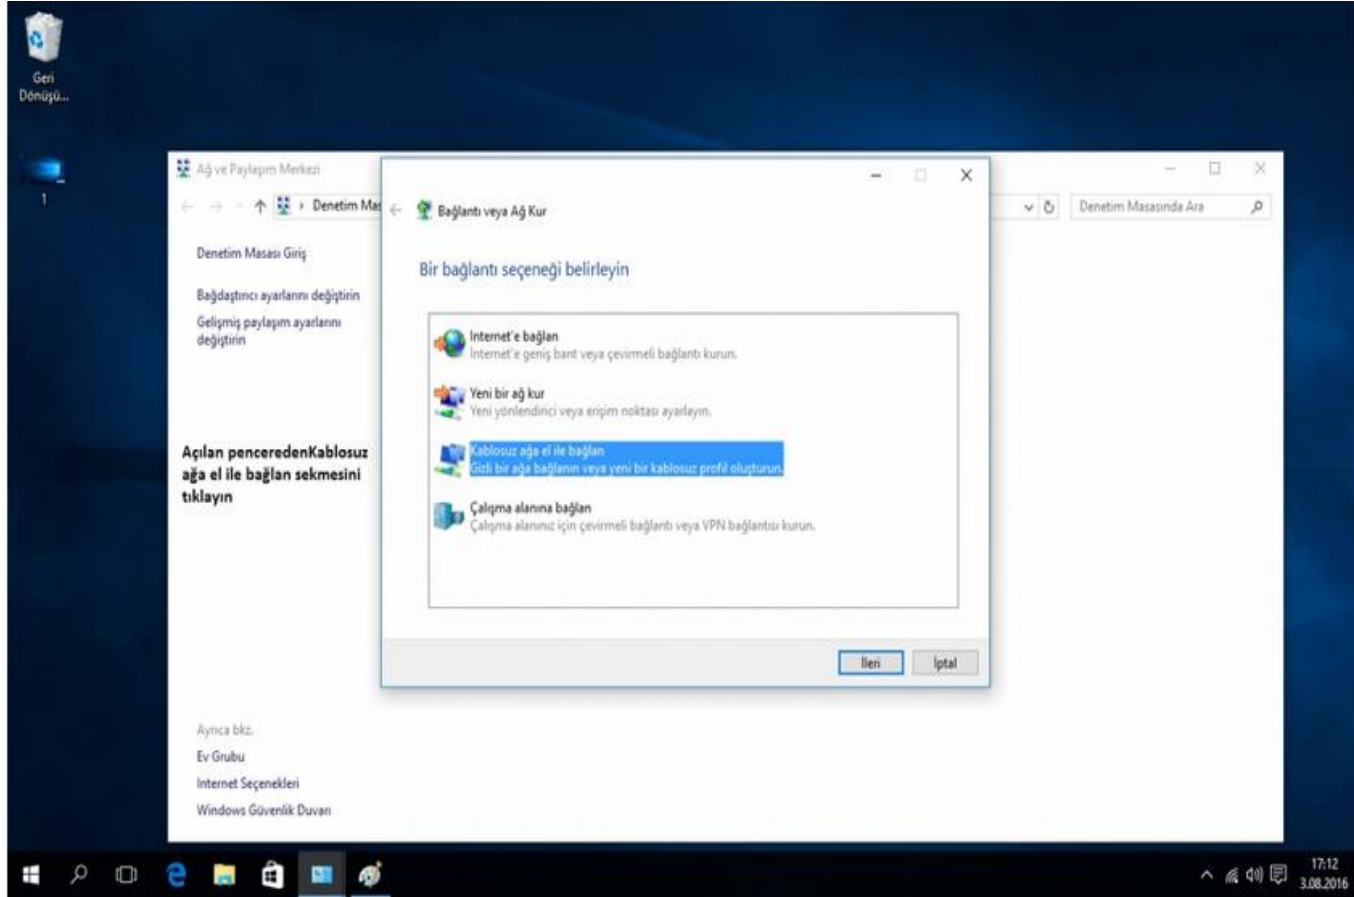 Geri
Dönüşü...
1
Ağ ve Paylaşım Merkezi
Denetim Mas
Denetim Masasında Ara
Bağlantı veya Ağ Kur
Denetim Masası Giriş
Bağdaştırıcı ayarlarını değiştirin
Gelişmiş paylaşım ayarlarını
değiştirin
Bir bağlantı seçeneği belirleyin
Internet'e bağlan
Internet'e geniş bant veya çevirmeli bağlantı kurun.
Yeni bir ağ kur
Yeni yönlendirici veya erişim noktası ayarlayın.
Kablosuz ağa el ile bağlan
Gizli bir ağa bağlanın veya yeni bir kablosuz profil oluşturun.
Çalışma alanına bağlan
Çalışma alanınız için çevirmeli bağlantı veya VPN bağlantısı kurun.
Açılan penceredenKablosuz
ağa el ile bağlan sekmesini
tıklayın
İleri
İptal
Ayrıca bkz.
Ev Grubu
Internet Seçenekleri
Windows Güvenlik Duvarı
17:12
3.08.2016